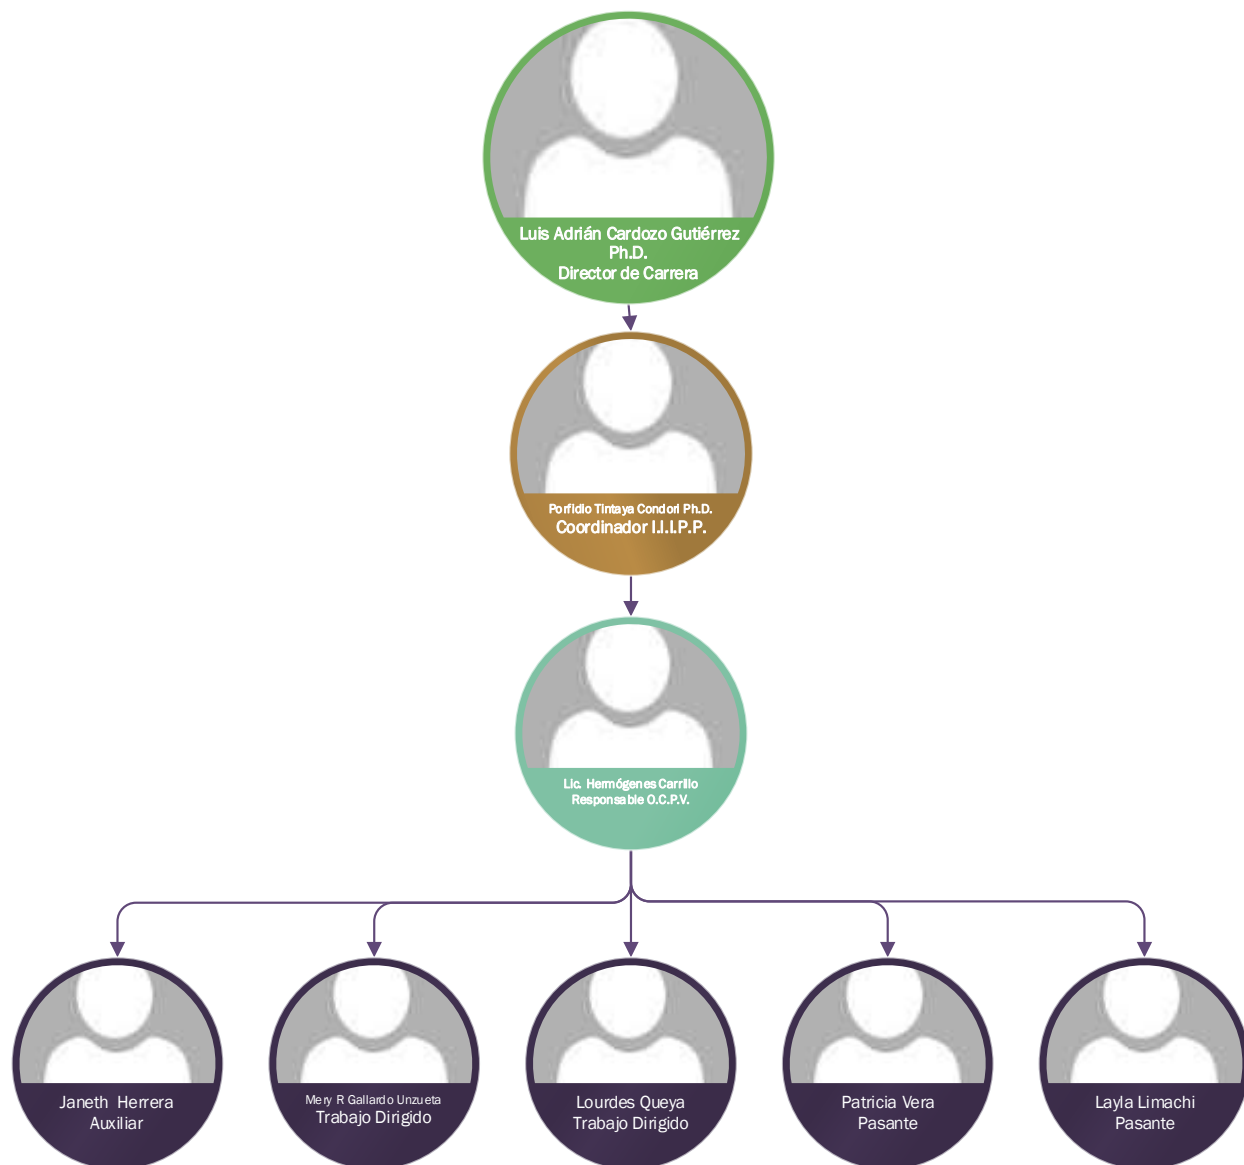 Luis Adrián Cardozo Gutiérrez
Ph.D.
Director de Carrera
Porfidio Tintaya Condori Ph.D.
Coordinador I.I.I.P.P.
Lic. Hermógenes Carrillo
Responsable O.C.P.V.
Janeth Herrera
Auxiliar
Mery R Gallardo Unzueta
Trabajo Dirigido
Lourdes Queya
Trabajo Dirigido
Patricia Vera
Pasante
Layla Limachi
Pasante